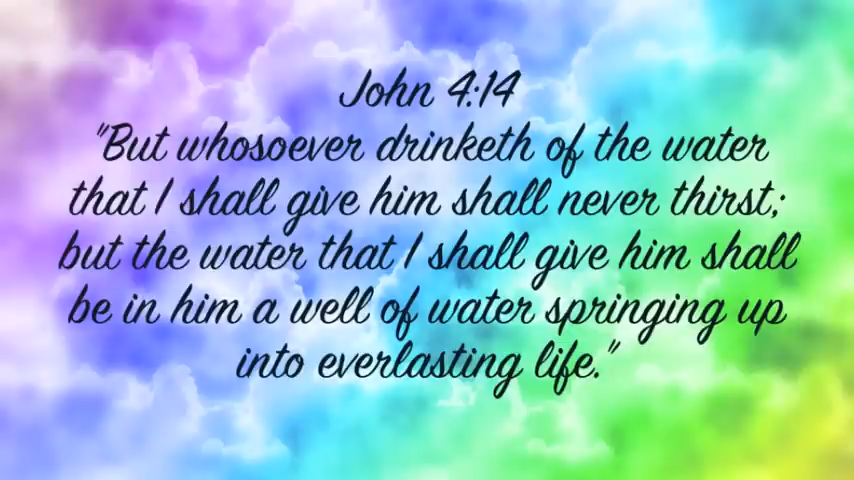 John 4:14
"But whosoever drinketh of the water
that I shall give him shall never thirst;
but the water that I shall give him shall
be in him a well of water springing up
into everlasting life."